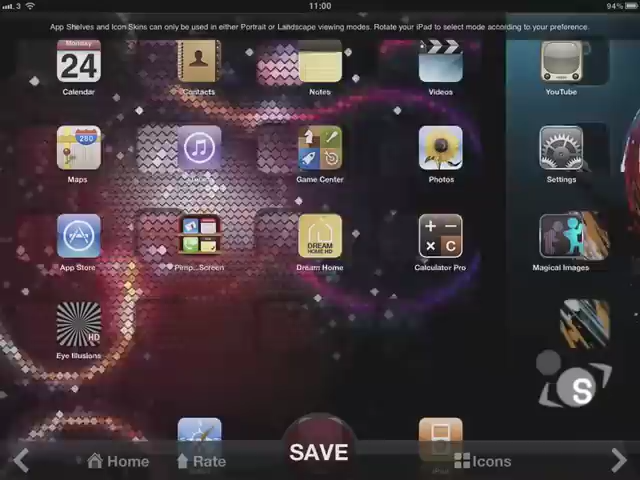 3 11:00 94%
App Shelves and Icon Skins can only be used in either Portrait or Landscape viewing modes. Rotate your iPad to select mode according to your preference.
Monday
24
Calendar Contacts Notes Videos YouTube
280
Maps Game Center Photos Settings
DREAM
HOME HD
C
App Store Pimp...Screen Dream Home Calculator Pro Magical Images
HD
Eye Illusions
S
SAVE
Home Rate Icons